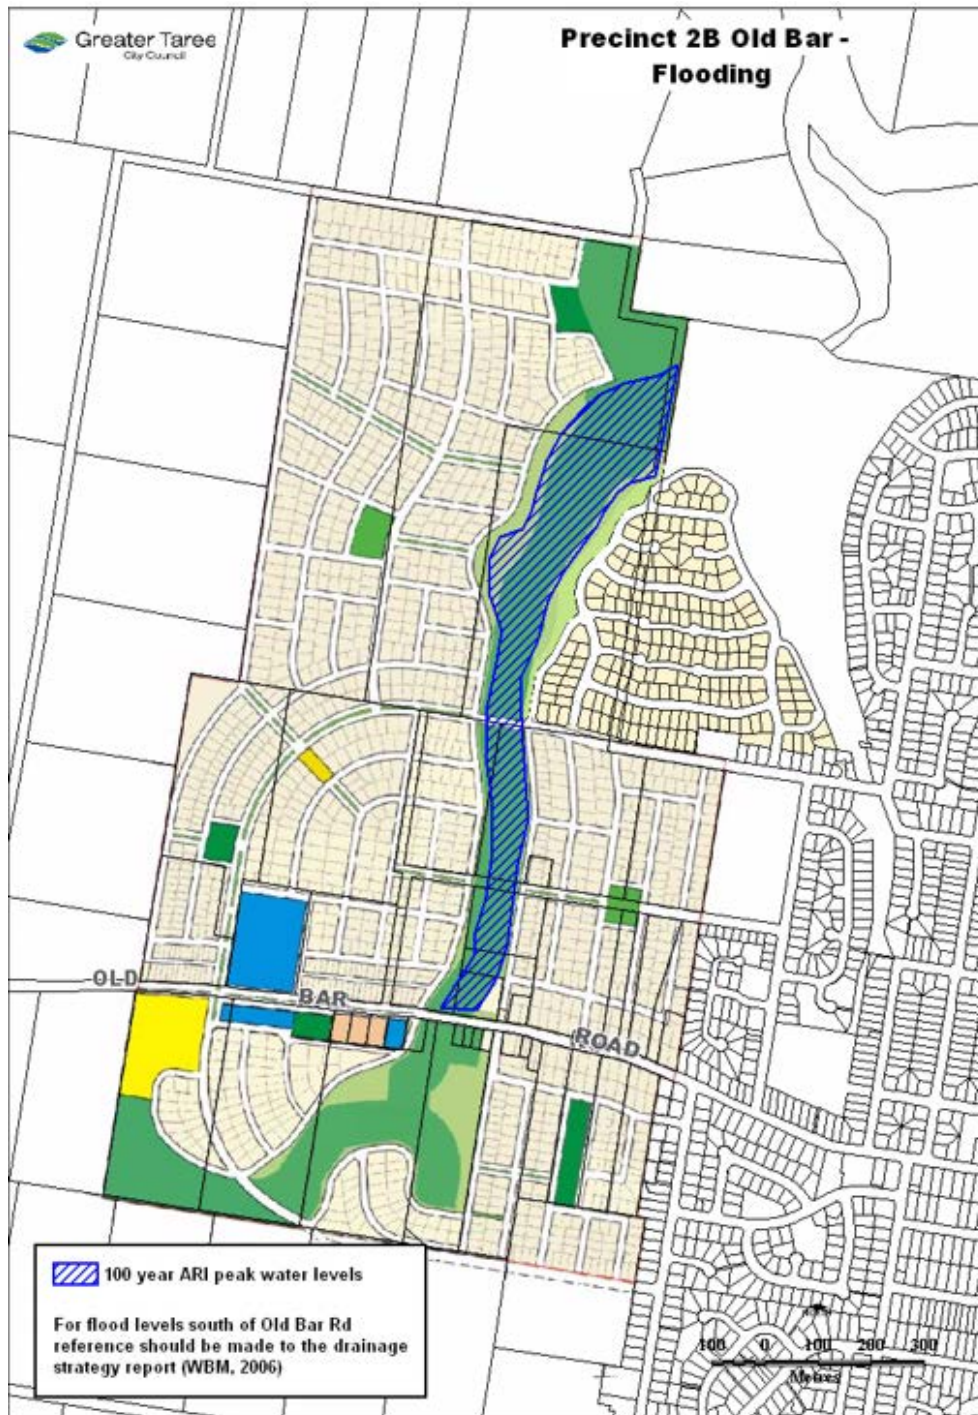 Greater Taree
City Council
Precinct 2B Old Bar -
Flooding
OLD
BAR
ROAD
100 year ARI peak water levels
For flood levels south of Old Bar Rd
reference should be made to the drainage
strategy report (WBM, 2006)
100 0 100 200 300
Metres